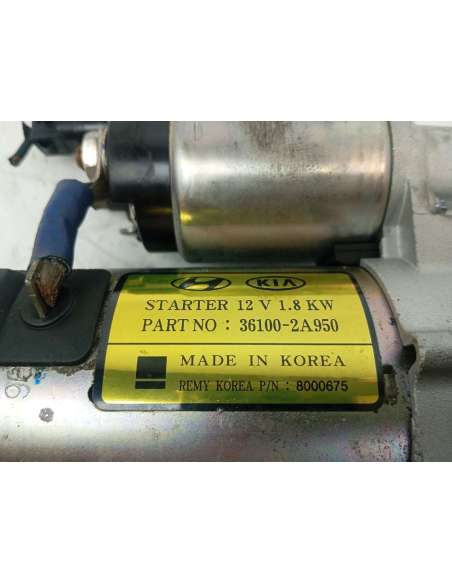 KIA
STARTER 12 V 1.8 KW
PART NO : 36100-2A950
MADE IN KOREA
REMY KOREA P/N : 8000675